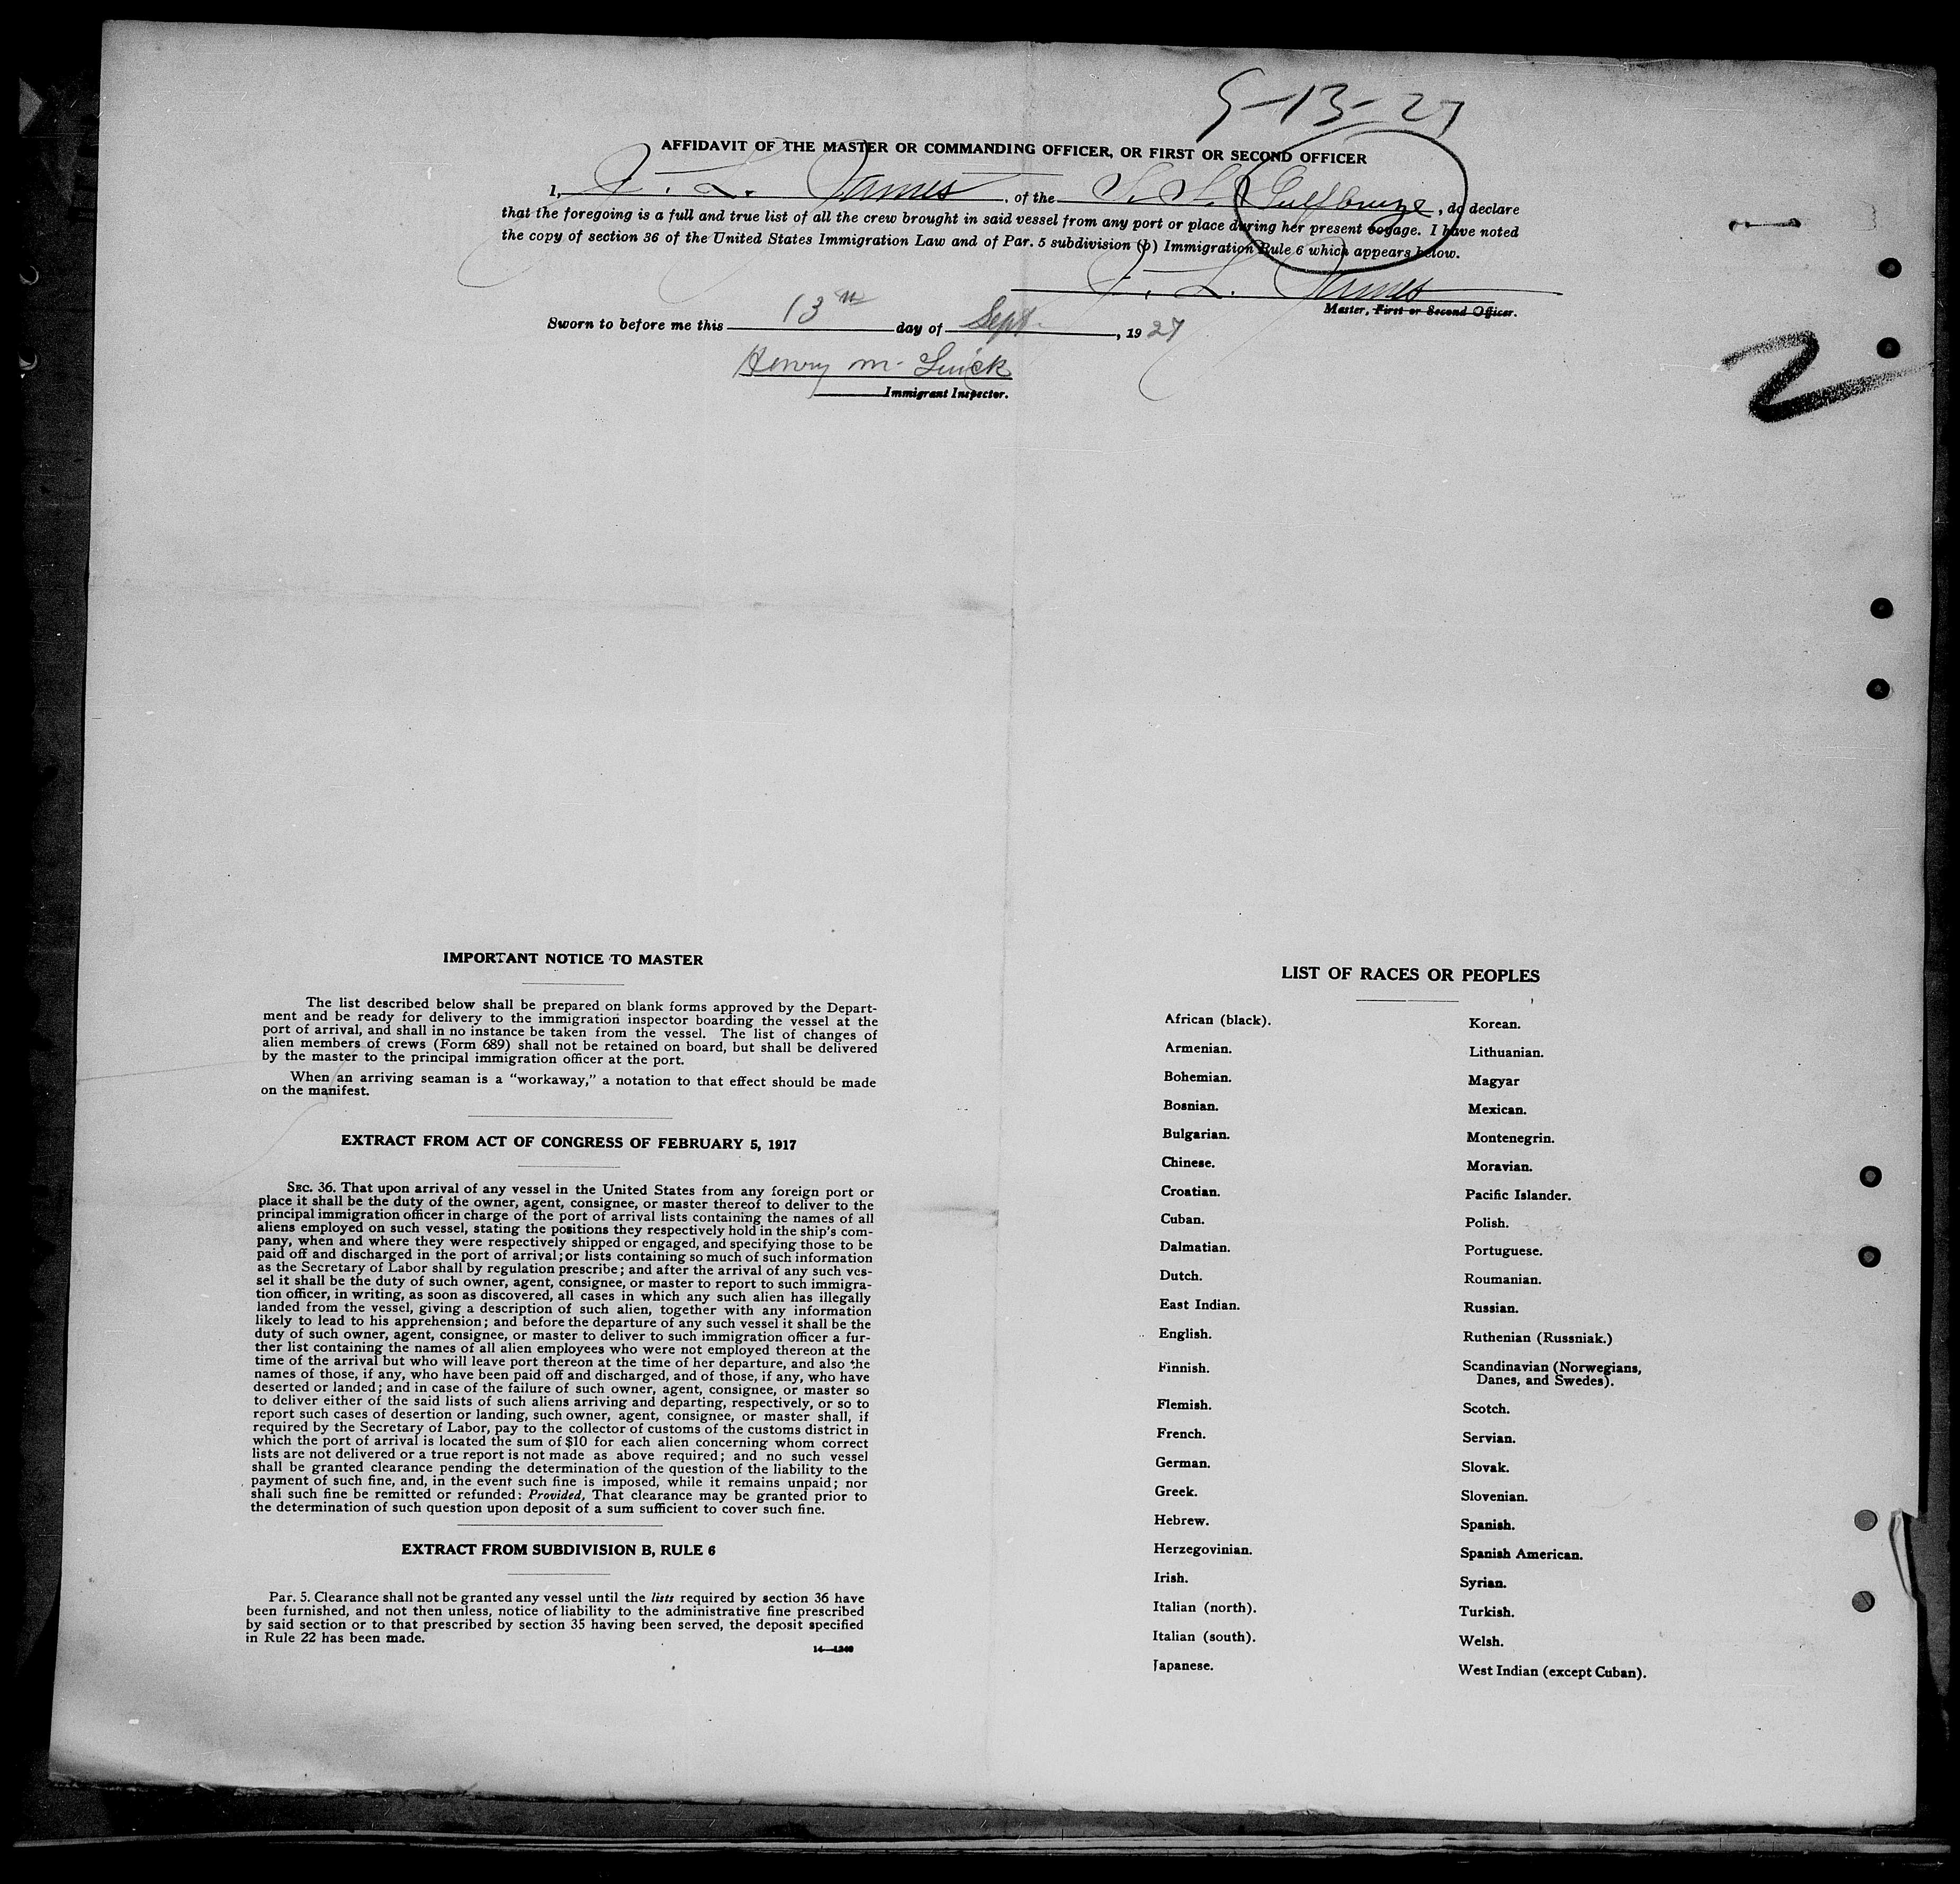 9-13-27
AFFIDAVIT OF THE MASTER OR COMMANDING OFFICER, OR FIRST OR SECOND OFFICER
I, L. James, of the S.S. Gulfbreeze, do declare
that the foregoing is a full and true list of all the crew brought in said vessel from any port or place during her present voyage. I have noted
the copy of section 36 of the United States Immigration Law and of Par. 5 subdivision (b) Immigration Rule 6 which appears below.
L. James
Master, First or Second Officer.
Sworn to before me this 13th day of Sept., 1927
Henry M.
Immigrant Inspector.
2
IMPORTANT NOTICE TO MASTER
The list described below shall be prepared on blank forms approved by the Depart-
ment and be ready for delivery to the immigration inspector boarding the vessel at the
port of arrival, and shall in no instance be taken from the vessel. The list of changes of
alien members of crews (Form 689) shall not be retained on board, but shall be delivered
by the master to the principal immigration officer at the port.
When an arriving seaman is a "workaway," a notation to that effect should be made
on the manifest.
EXTRACT FROM ACT OF CONGRESS OF FEBRUARY 5, 1917
SEC. 36. That upon arrival of any vessel in the United States from any foreign port or
place it shall be the duty of the owner, agent, consignee, or master thereof to deliver to the
principal immigration officer in charge of the port of arrival lists containing the names of all
aliens employed on such vessel, stating the positions they respectively hold in the ship's com-
pany, when and where they were respectively shipped or engaged, and specifying those to be
paid off and discharged in the port of arrival; or lists containing so much of such information
as the Secretary of Labor shall by regulation prescribe; and after the arrival of any such ves-
sel it shall be the duty of such owner, agent, consignee, or master to report to such immigra-
tion officer, in writing, as soon as discovered, all cases in which any such alien has illegally
landed from the vessel, giving a description of such alien, together with any information
likely to lead to his apprehension; and before the departure of any such vessel it shall be the
duty of such owner, agent, consignee, or master to deliver to such immigration officer a fur-
ther list containing the names of all alien employees who were not employed thereon at the
time of the arrival but who will leave port thereon at the time of her departure, and also the
names of those, if any, who have been paid off and discharged, and of those, if any, who have
deserted or landed; and in case of the failure of such owner, agent, consignee, or master so
to deliver either of the said lists of such aliens arriving and departing, respectively, or so to
report such cases of desertion or landing, such owner, agent, consignee, or master shall, if
required by the Secretary of Labor, pay to the collector of customs of the customs district in
which the port of arrival is located the sum of $10 for each alien concerning whom correct
lists are not delivered or a true report is not made as above required; and no such vessel
shall be granted clearance pending the determination of the question of the liability to the
payment of such fine, and, in the event such fine is imposed, while it remains unpaid; nor
shall such fine be remitted or refunded: Provided, That clearance may be granted prior to
the determination of such question upon deposit of a sum sufficient to cover such fine.
EXTRACT FROM SUBDIVISION B, RULE 6
Par. 5. Clearance shall not be granted any vessel until the lists required by section 36 have
been furnished, and not then unless, notice of liability to the administrative fine prescribed
by said section or to that prescribed by section 35 having been served, the deposit specified
in Rule 22 has been made.
14—1240
LIST OF RACES OR PEOPLES
African (black).
Armenian.
Bohemian.
Bosnian.
Bulgarian.
Chinese.
Croatian.
Cuban.
Dalmatian.
Dutch.
East Indian.
English.
Finnish.
Flemish.
French.
German.
Greek.
Hebrew.
Herzegovinian.
Irish.
Italian (north).
Italian (south).
Japanese.
Korean.
Lithuanian.
Magyar
Mexican.
Montenegrin.
Moravian.
Pacific Islander.
Polish.
Portuguese.
Roumanian.
Russian.
Ruthenian (Russniak.)
Scandinavian (Norwegians,
Danes, and Swedes).
Scotch.
Servian.
Slovak.
Slovenian.
Spanish.
Spanish American.
Syrian.
Turkish.
Welsh.
West Indian (except Cuban).